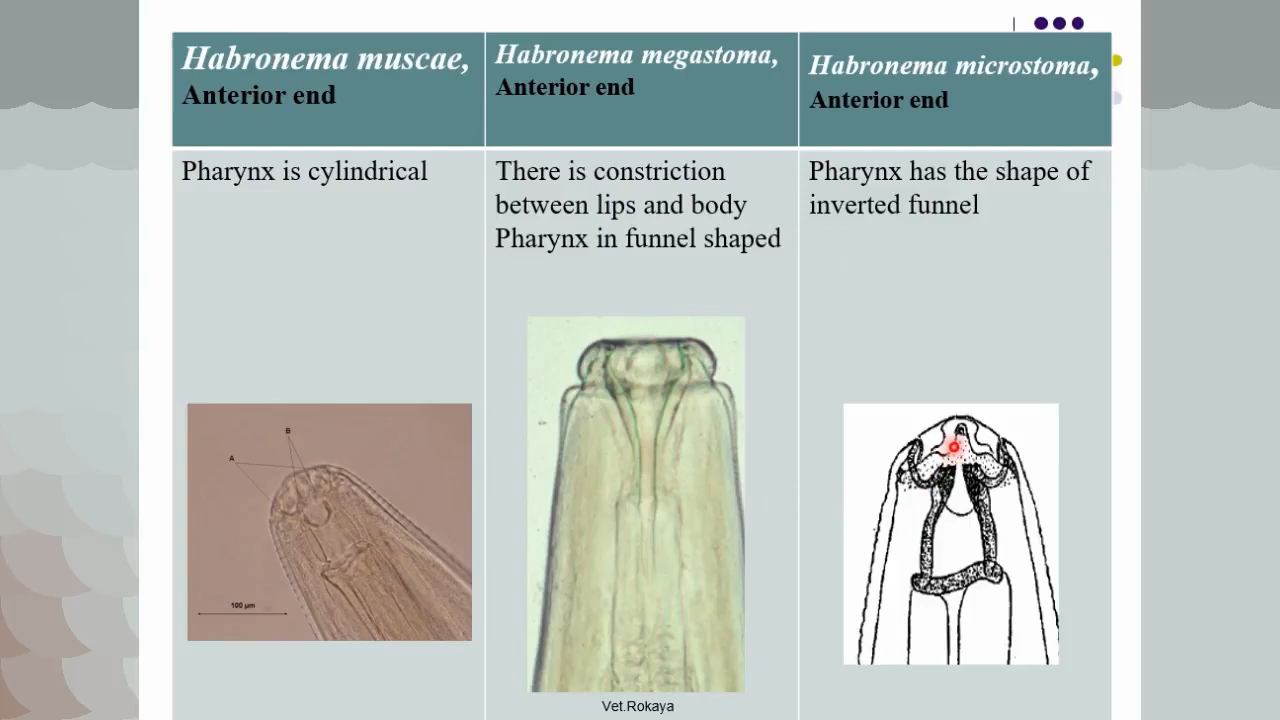 Habronema muscae,
Anterior end
Habronema megastoma,
Anterior end
Habronema microstoma,
Anterior end
Pharynx is cylindrical
There is constriction
between lips and body
Pharynx in funnel shaped
Pharynx has the shape of
inverted funnel
B
A
100 µm
Vet.Rokaya